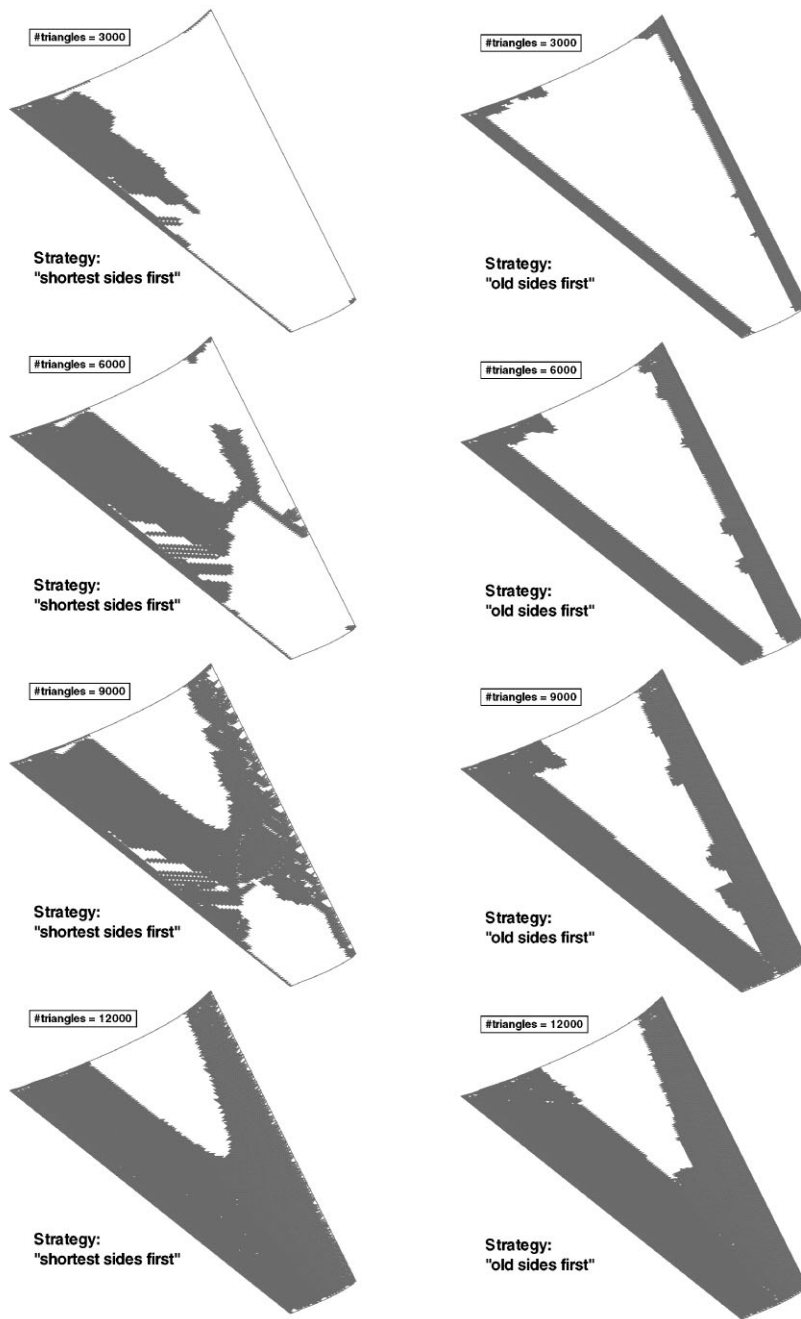 #triangles = 3000
Strategy:
"shortest sides first"
#triangles = 3000
Strategy:
"old sides first"
#triangles = 6000
Strategy:
"shortest sides first"
#triangles = 6000
Strategy:
"old sides first"
#triangles = 9000
Strategy:
"shortest sides first"
#triangles = 9000
Strategy:
"old sides first"
#triangles = 12000
Strategy:
"shortest sides first"
#triangles = 12000
Strategy:
"old sides first"